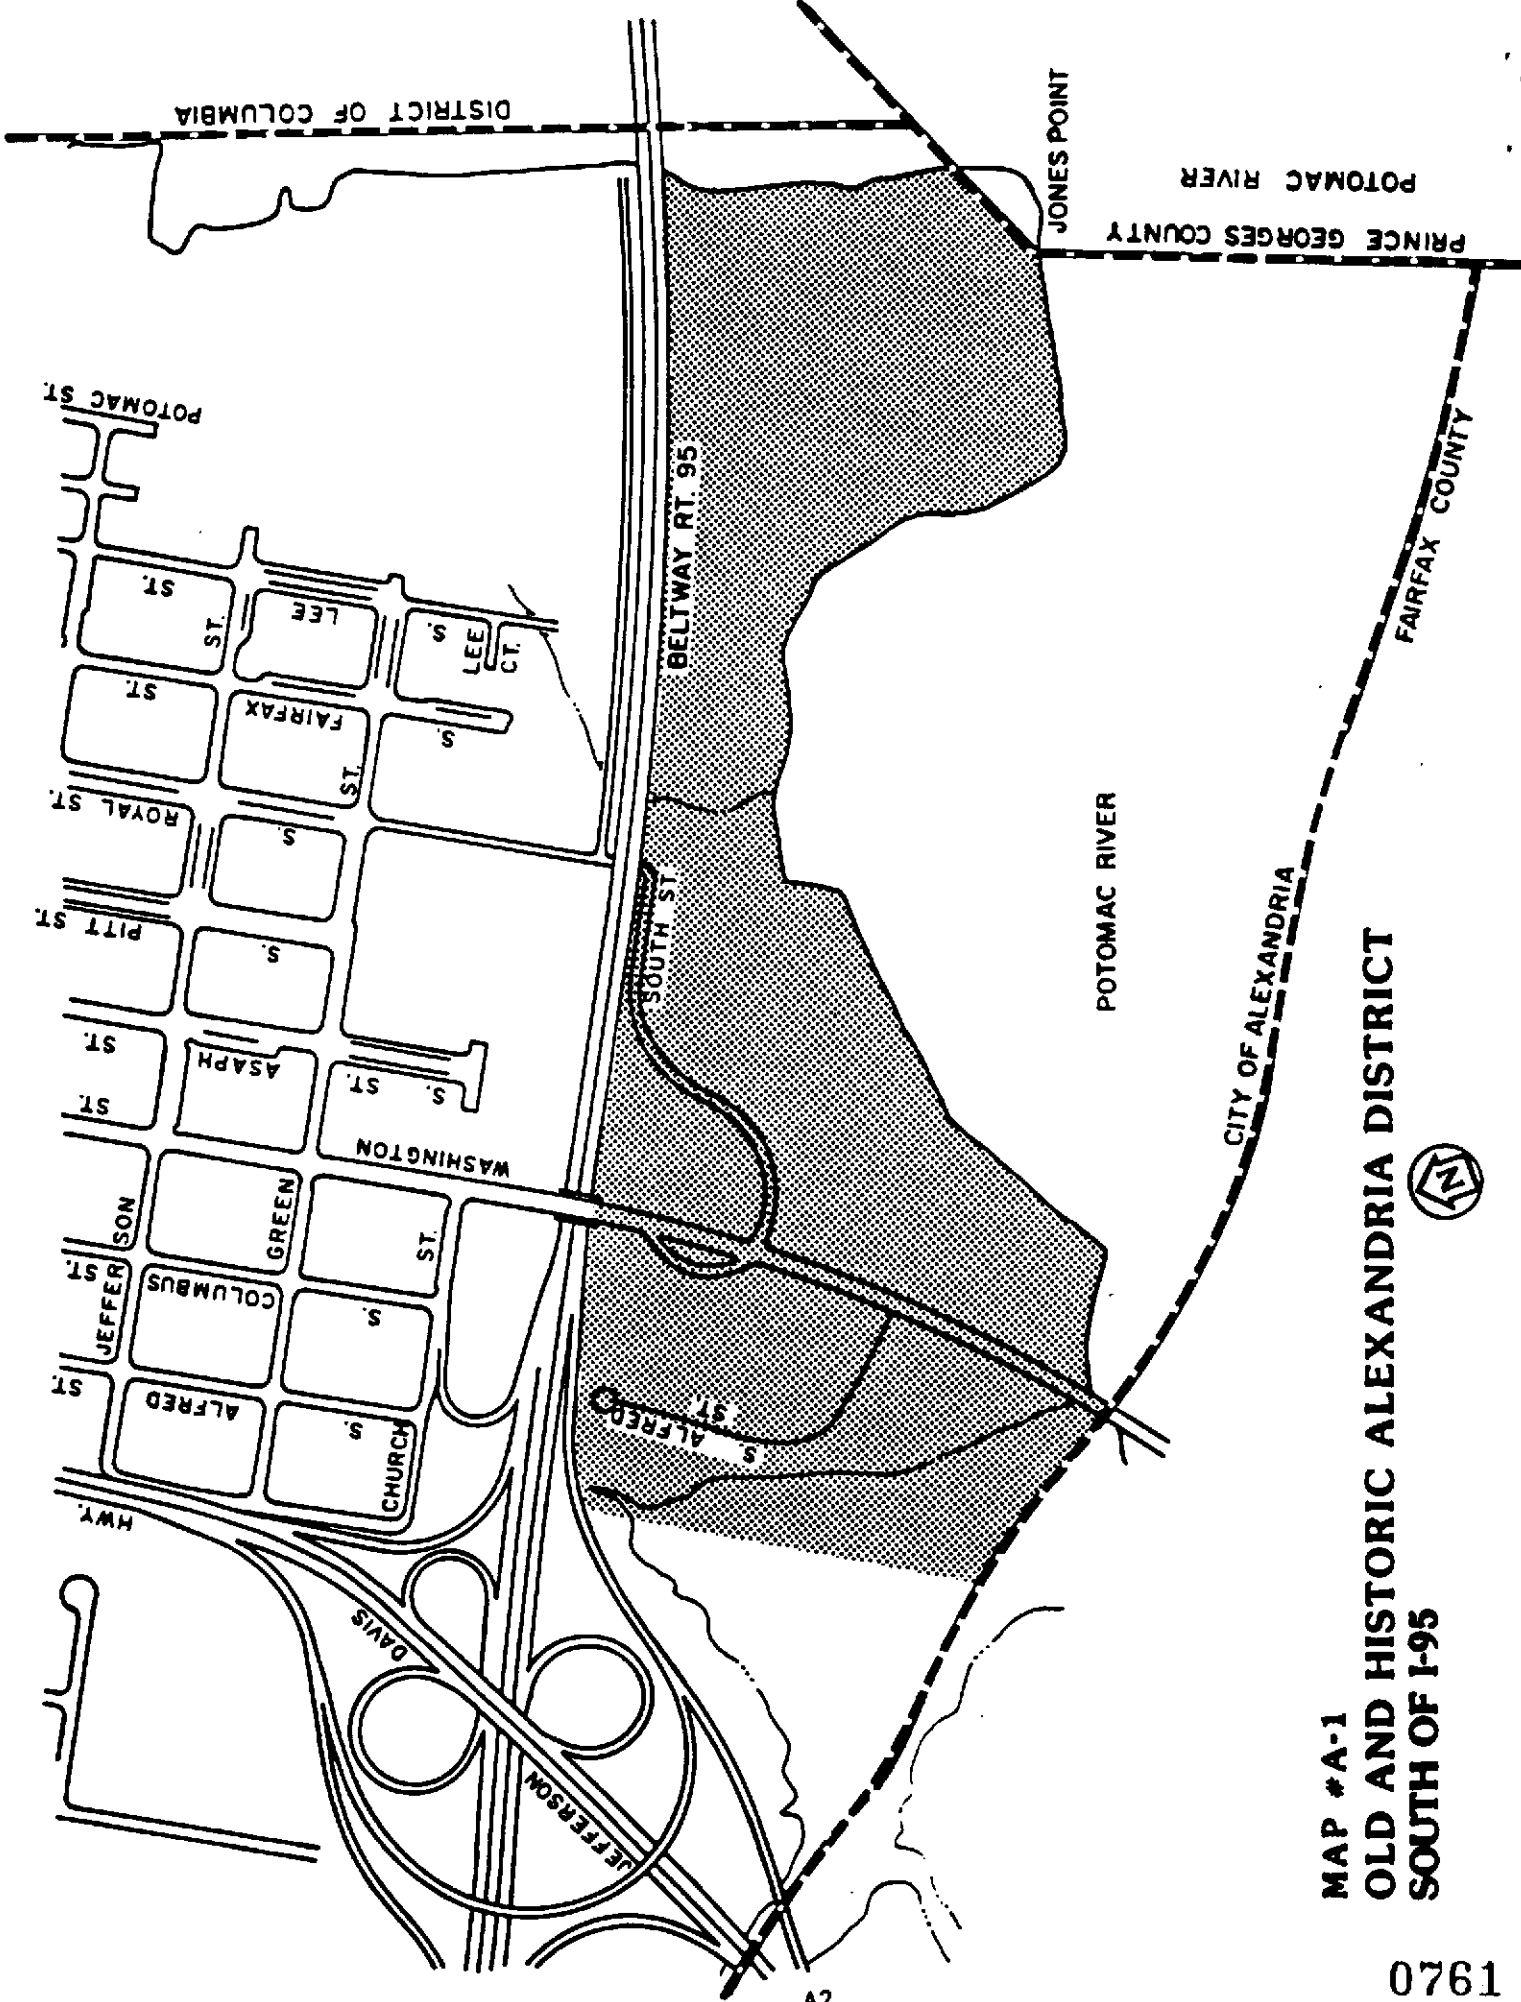 DISTRICT OF COLUMBIA
JONES POINT
POTOMAC RIVER
PRINCE GEORGES COUNTY
POTOMAC ST.
ST.
LEE
S.
ST.
LEE
CT.
ST.
FAIRFAX
S.
ST.
ROYAL ST.
S.
PITT ST.
S.
ST.
ASAPH
ST.
S.
ST.
WASHINGTON
JEFFERSON
GREEN
ST.
ST.
COLUMBUS
S.
ST.
ALFRED
S.
CHURCH
HWY.
DAVIS
JEFFERSON
BELTWAY RT. 95
SOUTH ST.
S. ALFRED
ST.
POTOMAC RIVER
FAIRFAX COUNTY
CITY OF ALEXANDRIA
N
MAP #A-1
OLD AND HISTORIC ALEXANDRIA DISTRICT
SOUTH OF I-95
A2
0761